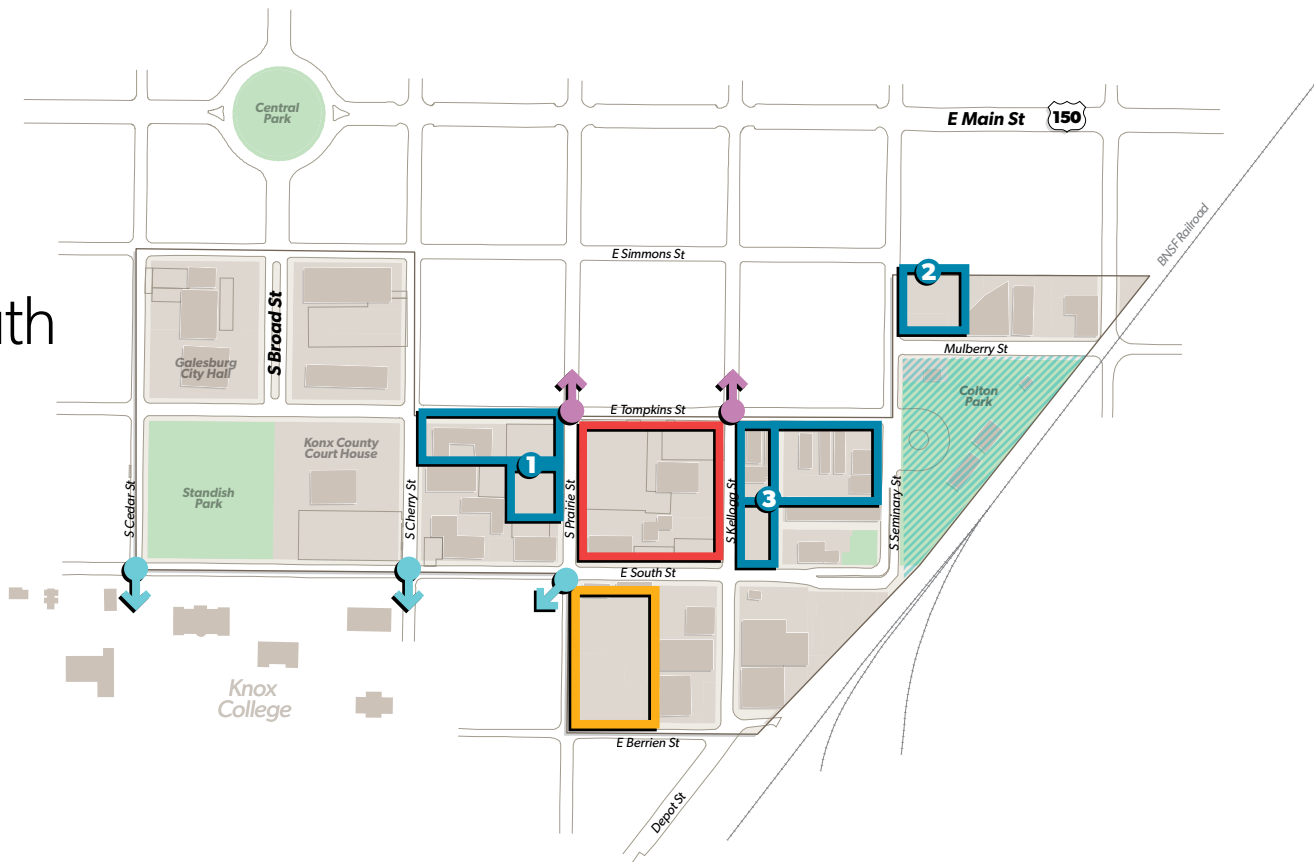 Central
Park
E Main St
150
BNSF Railroad
E Simmons St
2
S Broad St
Galesburg
City Hall
Mulberry St
Colton
Park
E Tompkins St
Konx County
Court House
1
Standish
Park
3
S Cedar St
S Cherry St
S Prairie St
S Kellogg St
S Seminary St
E South St
Knox
College
E Berrien St
Depot St